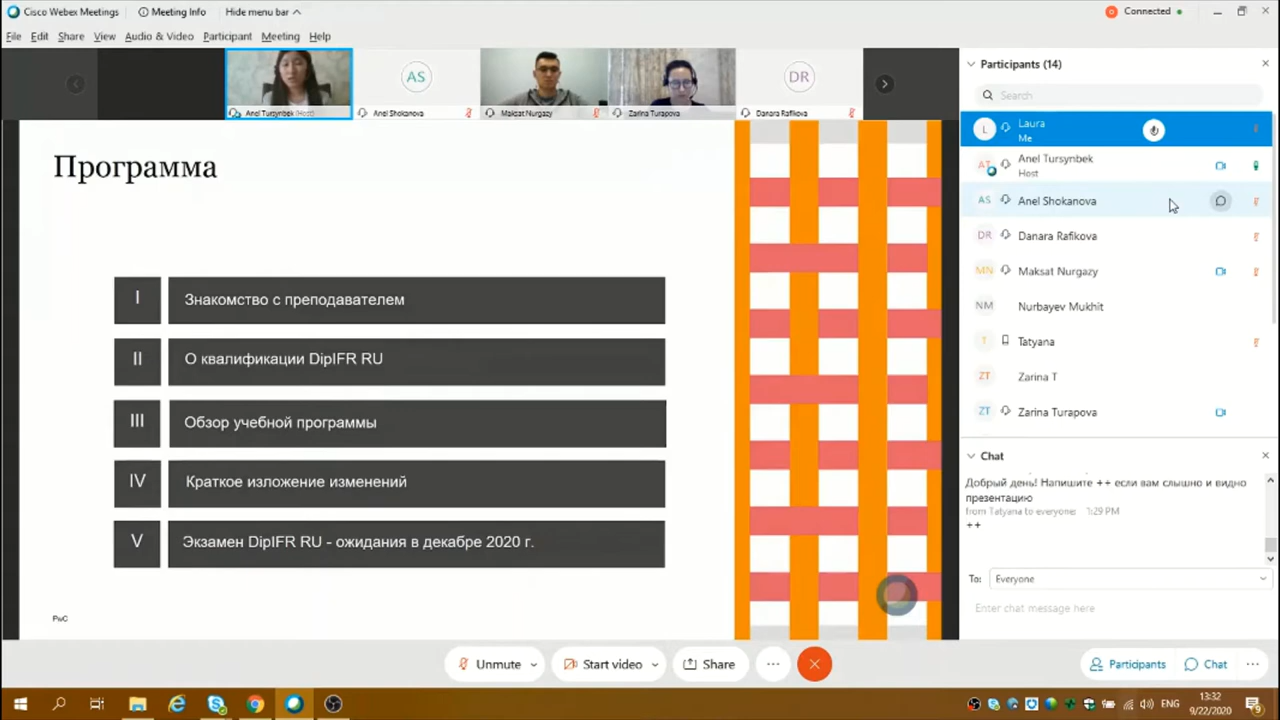 Cisco Webex Meetings
Meeting Info
Hide menu bar
Connected
File Edit Share View Audio & Video Participant Meeting Help
AS
DR
Anel Tursynbek (Host)
Anel Shokanova
Maksat Nurgazy
Zarina Turapova
Danara Rafikova
Программа
I
Знакомство с преподавателем
II
О квалификации DipIFR RU
III
Обзор учебной программы
IV
Краткое изложение изменений
V
Экзамен DipIFR RU - ожидания в декабре 2020 г.
PwC
Participants (14)
Search
L
Laura
Me
AT
Anel Tursynbek
Host
AS
Anel Shokanova
DR
Danara Rafikova
MN
Maksat Nurgazy
NM
Nurbayev Mukhit
T
Tatyana
ZT
Zarina T
ZT
Zarina Turapova
Chat
Добрый день! Напишите ++ если вам слышно и видно
презентацию
from Tatyana to everyone: 1:29 PM
++
To: Everyone
Enter chat message here
Unmute
Start video
Share
Participants
Chat
ENG
13:32
9/22/2020
9